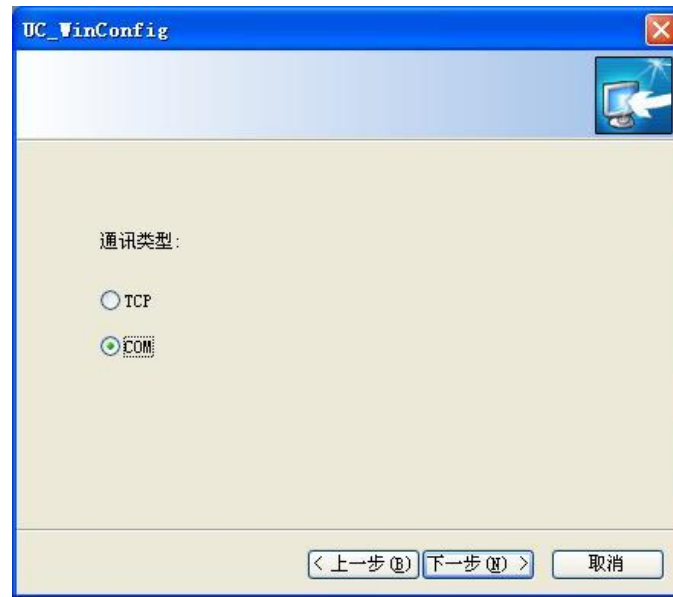 UC_WinConfig
通讯类型:
TCP
COM
< 上一步(B) 下一步(N) > 取消